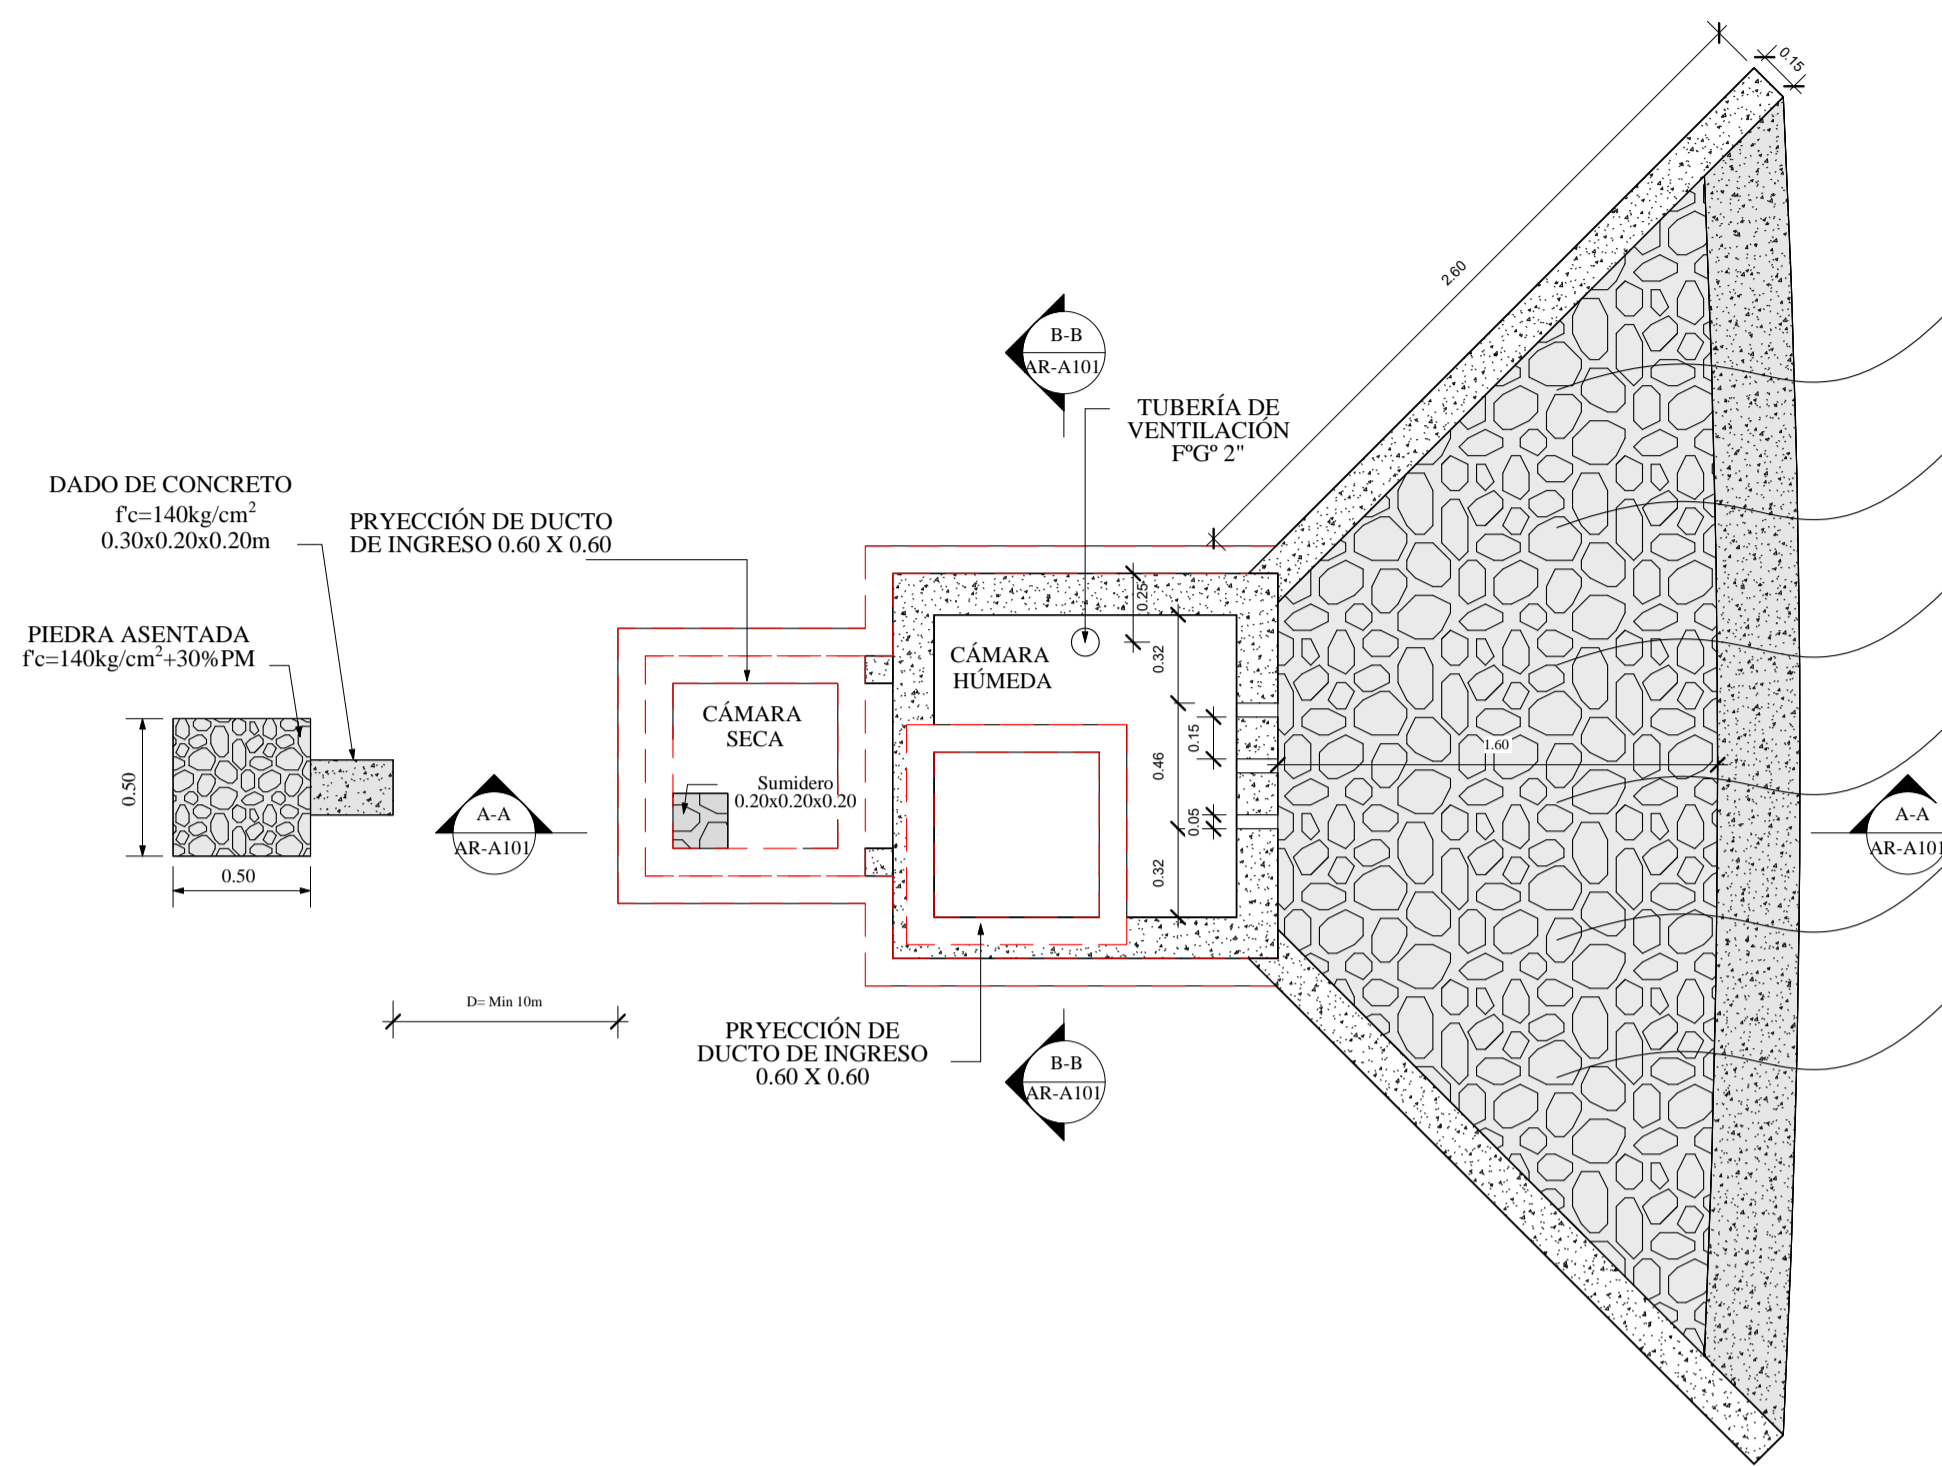 0.15
2.60
B-B
AR-A101
TUBERÍA DE
VENTILACIÓN
FºGº 2"
DADO DE CONCRETO
f'c=140kg/cm²
0.30x0.20x0.20m
PRYECCIÓN DE DUCTO
DE INGRESO 0.60 X 0.60
PIEDRA ASENTADA
f'c=140kg/cm²+30%PM
0.25
CÁMARA
HÚMEDA
0.32
CÁMARA
SECA
0.15
0.46
1.60
0.50
Sumidero
0.20x0.20x0.20
A-A
AR-A101
0.05
A-A
AR-A101
0.50
0.32
D= Min 10m
PRYECCIÓN DE
DUCTO DE INGRESO
0.60 X 0.60
B-B
AR-A101